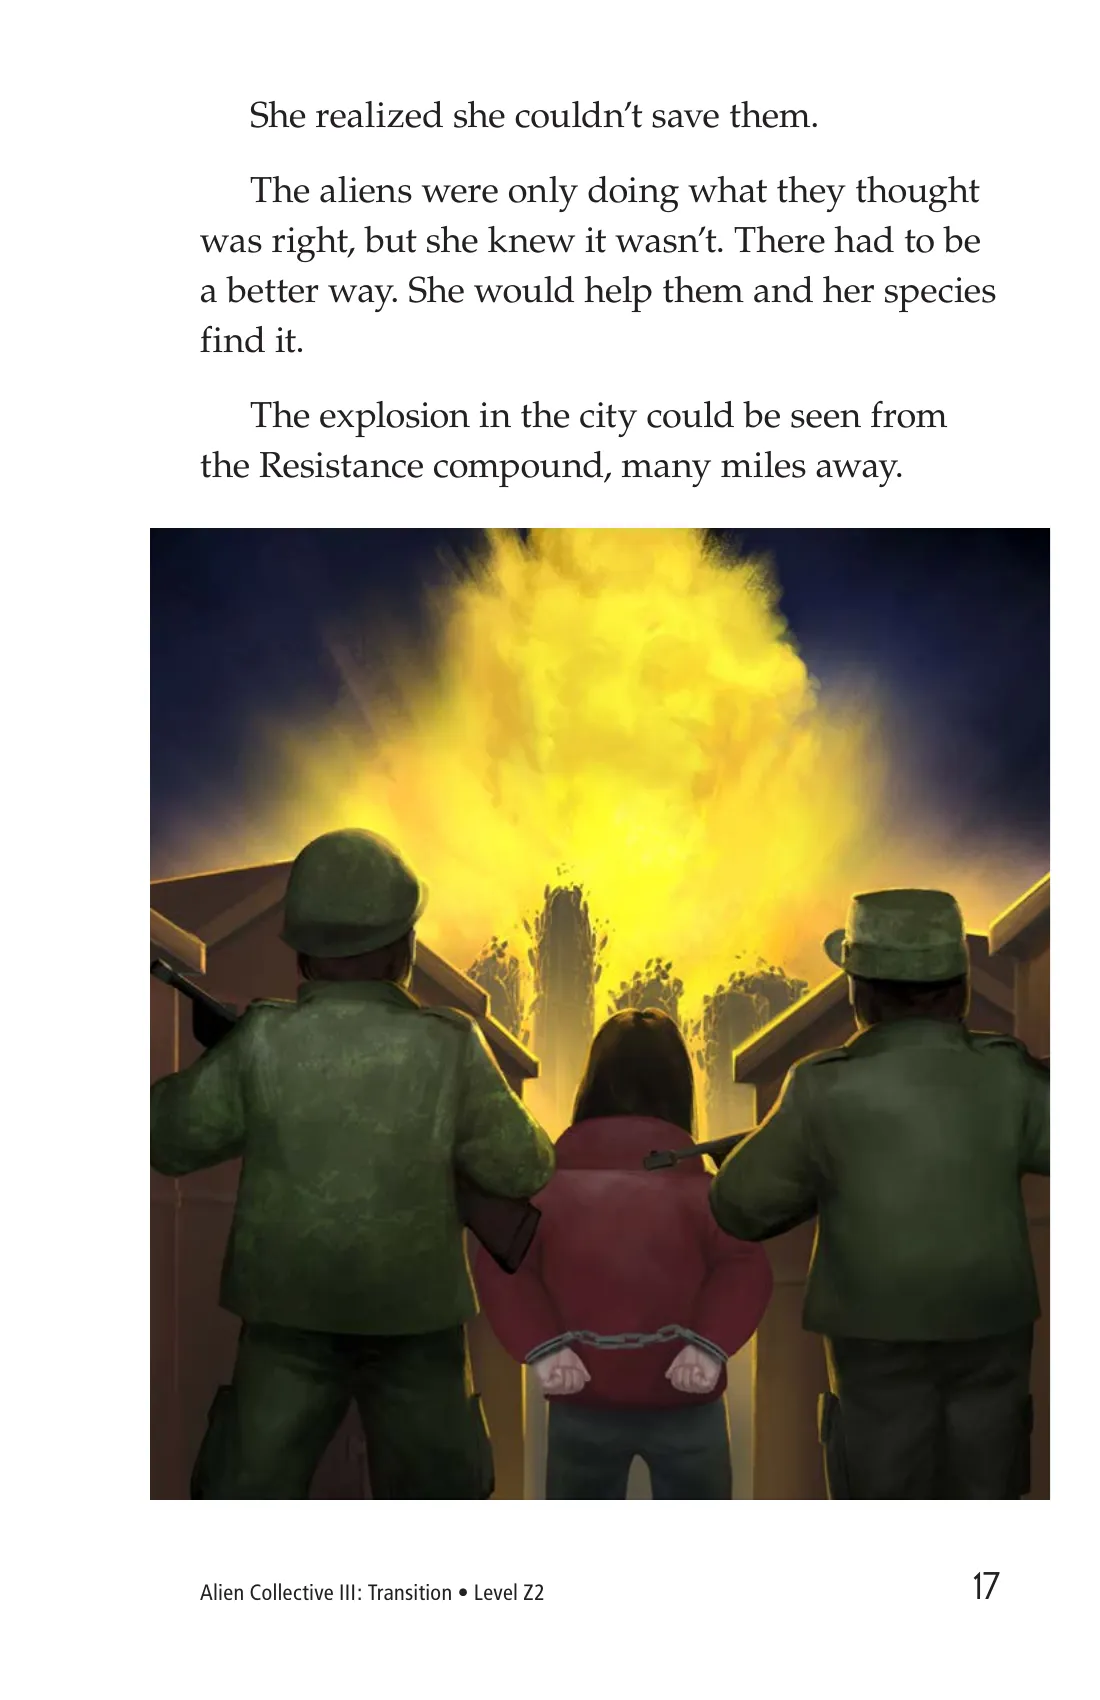 She realized she couldn’t save them.
The aliens were only doing what they thought
was right, but she knew it wasn’t. There had to be
a better way. She would help them and her species
find it.
The explosion in the city could be seen from
the Resistance compound, many miles away.
Alien Collective III: Transition • Level Z2
17